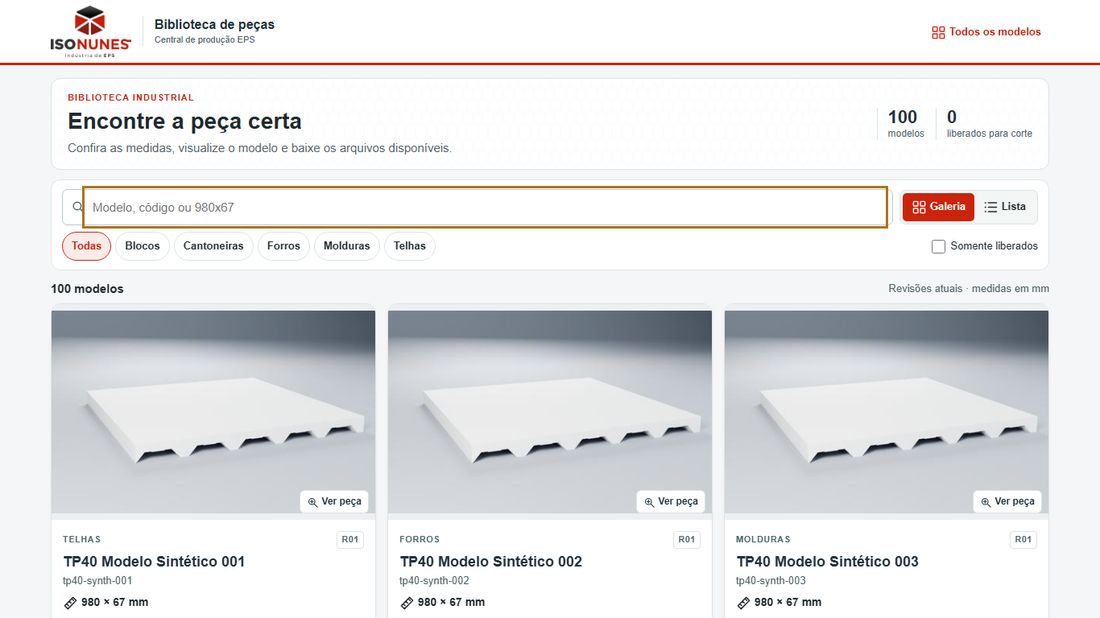 ISONUNES
Indústria de EPS
Biblioteca de peças
Central de produção EPS
Todos os modelos
BIBLIOTECA INDUSTRIAL
Encontre a peça certa
Confira as medidas, visualize o modelo e baixe os arquivos disponíveis.
100
modelos
0
liberados para corte
Modelo, código ou 980x67
Galeria
Lista
Todas
Blocos
Cantoneiras
Forros
Molduras
Telhas
Somente liberados
100 modelos
Revisões atuais · medidas em mm
Ver peça
Ver peça
Ver peça
TELHAS
R01
TP40 Modelo Sintético 001
tp40-synth-001
980 × 67 mm
FORROS
R01
TP40 Modelo Sintético 002
tp40-synth-002
980 × 67 mm
MOLDURAS
R01
TP40 Modelo Sintético 003
tp40-synth-003
980 × 67 mm